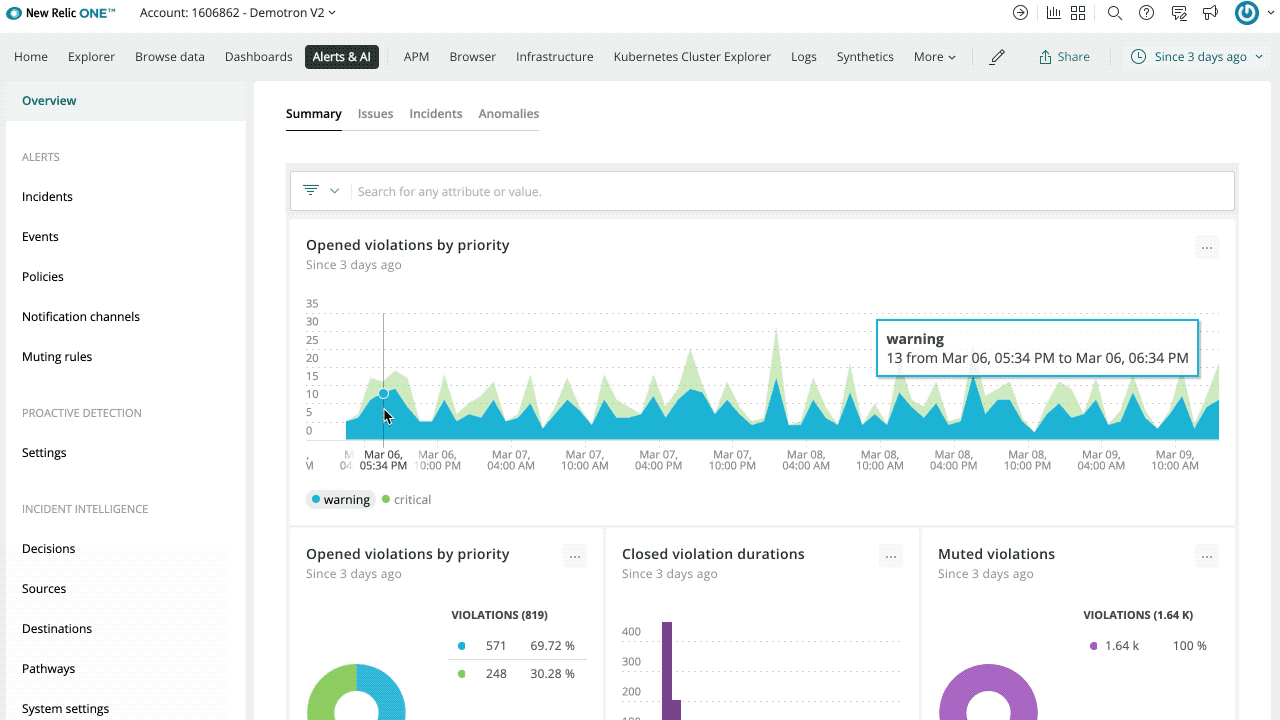 New Relic ONE™ Account: 1606862 - Demotron V2
Home Explorer Browse data Dashboards Alerts & AI APM Browser Infrastructure Kubernetes Cluster Explorer Logs Synthetics More Share Since 3 days ago
Overview
ALERTS
Incidents
Events
Policies
Notification channels
Muting rules
PROACTIVE DETECTION
Settings
INCIDENT INTELLIGENCE
Decisions
Sources
Destinations
Pathways
System settings
Summary Issues Incidents Anomalies
Search for any attribute or value.
Opened violations by priority
...
Since 3 days ago
35
30
25
20
15
10
5
0
warning
13 from Mar 06, 05:34 PM to Mar 06, 06:34 PM
, M Mar 06, Mar 06, Mar 07, Mar 07, Mar 07, Mar 07, Mar 08, Mar 08, Mar 08, Mar 08, Mar 09, Mar 09,
M 04 05:34 PM 10:00 PM 04:00 AM 10:00 AM 04:00 PM 10:00 PM 04:00 AM 10:00 AM 04:00 PM 10:00 PM 04:00 AM 10:00 AM
warning critical
Opened violations by priority
...
Since 3 days ago
VIOLATIONS (819)
571 69.72 %
248 30.28 %
Closed violation durations
...
Since 3 days ago
400
300
200
Muted violations
...
Since 3 days ago
VIOLATIONS (1.64 K)
1.64 k 100 %